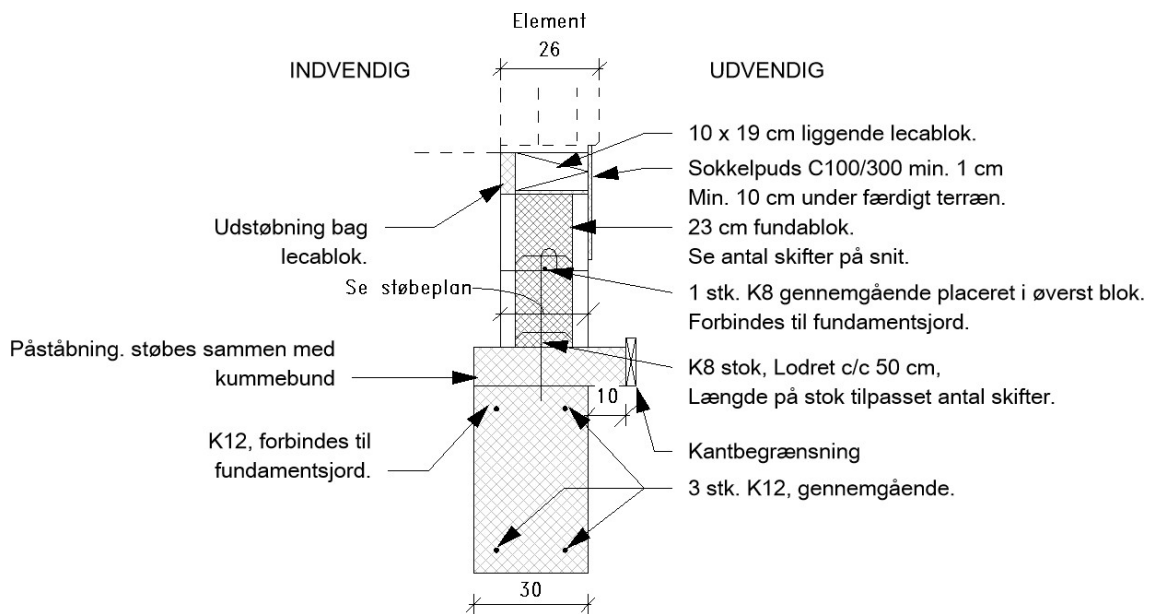 Element
26
INDVENDIG
UDVENDIG
10 x 19 cm liggende lecablok.
Sokkelpuds C100/300 min. 1 cm
Min. 10 cm under færdigt terræn.
23 cm fundablok.
Se antal skifter på snit.
Udstøbning bag
lecablok.
Se støbeplan
1 stk. K8 gennemgående placeret i øverst blok.
Forbindes til fundamentsjord.
Påståbning. støbes sammen med
kummebund
K8 stok, Lodret c/c 50 cm,
Længde på stok tilpasset antal skifter.
10
K12, forbindes til
fundamentsjord.
Kantbegrænsning
3 stk. K12, gennemgående.
30